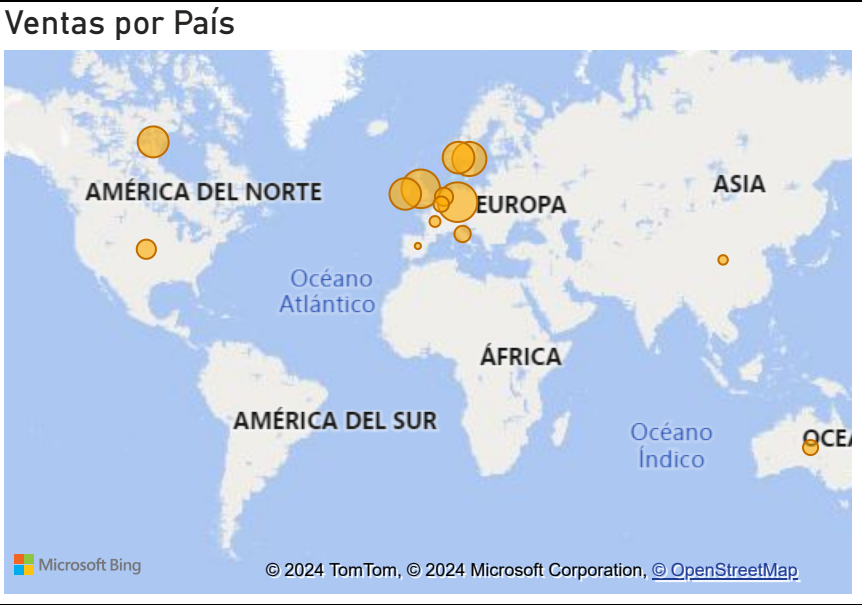 Ventas por País
AMÉRICA DEL NORTE
EUROPA
ASIA
Océano
Atlántico
ÁFRICA
AMÉRICA DEL SUR
Océano
Índico
OCEA
Microsoft Bing
© 2024 TomTom, © 2024 Microsoft Corporation, © OpenStreetMap